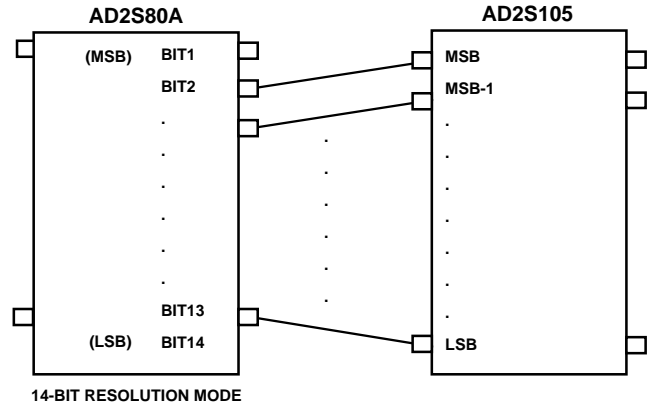 AD2S80A
AD2S105
(MSB) BIT1
BIT2
.
.
.
.
.
.
BIT13
(LSB) BIT14
.
.
.
.
.
.
MSB
MSB-1
.
.
.
.
.
.
.
LSB
14-BIT RESOLUTION MODE